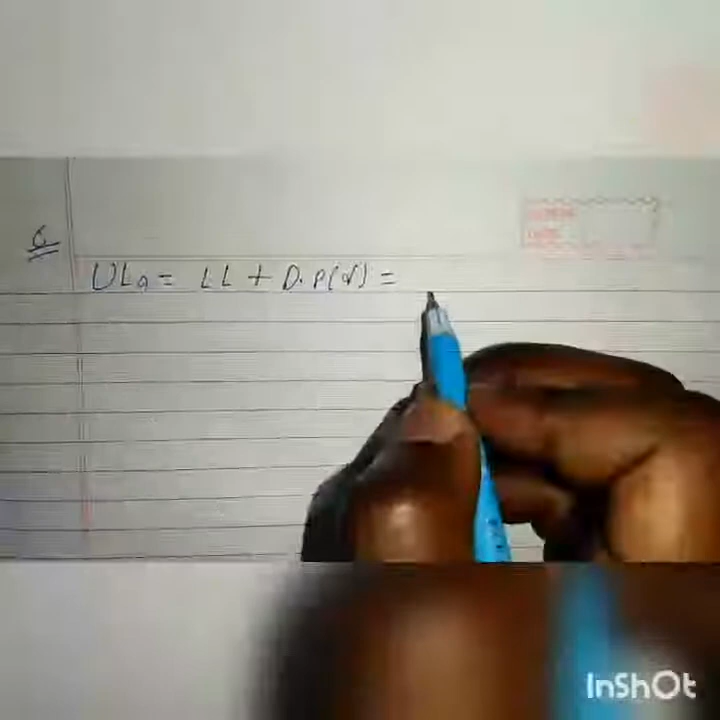 6
ULa = LL + D.P(r) =
InShOt